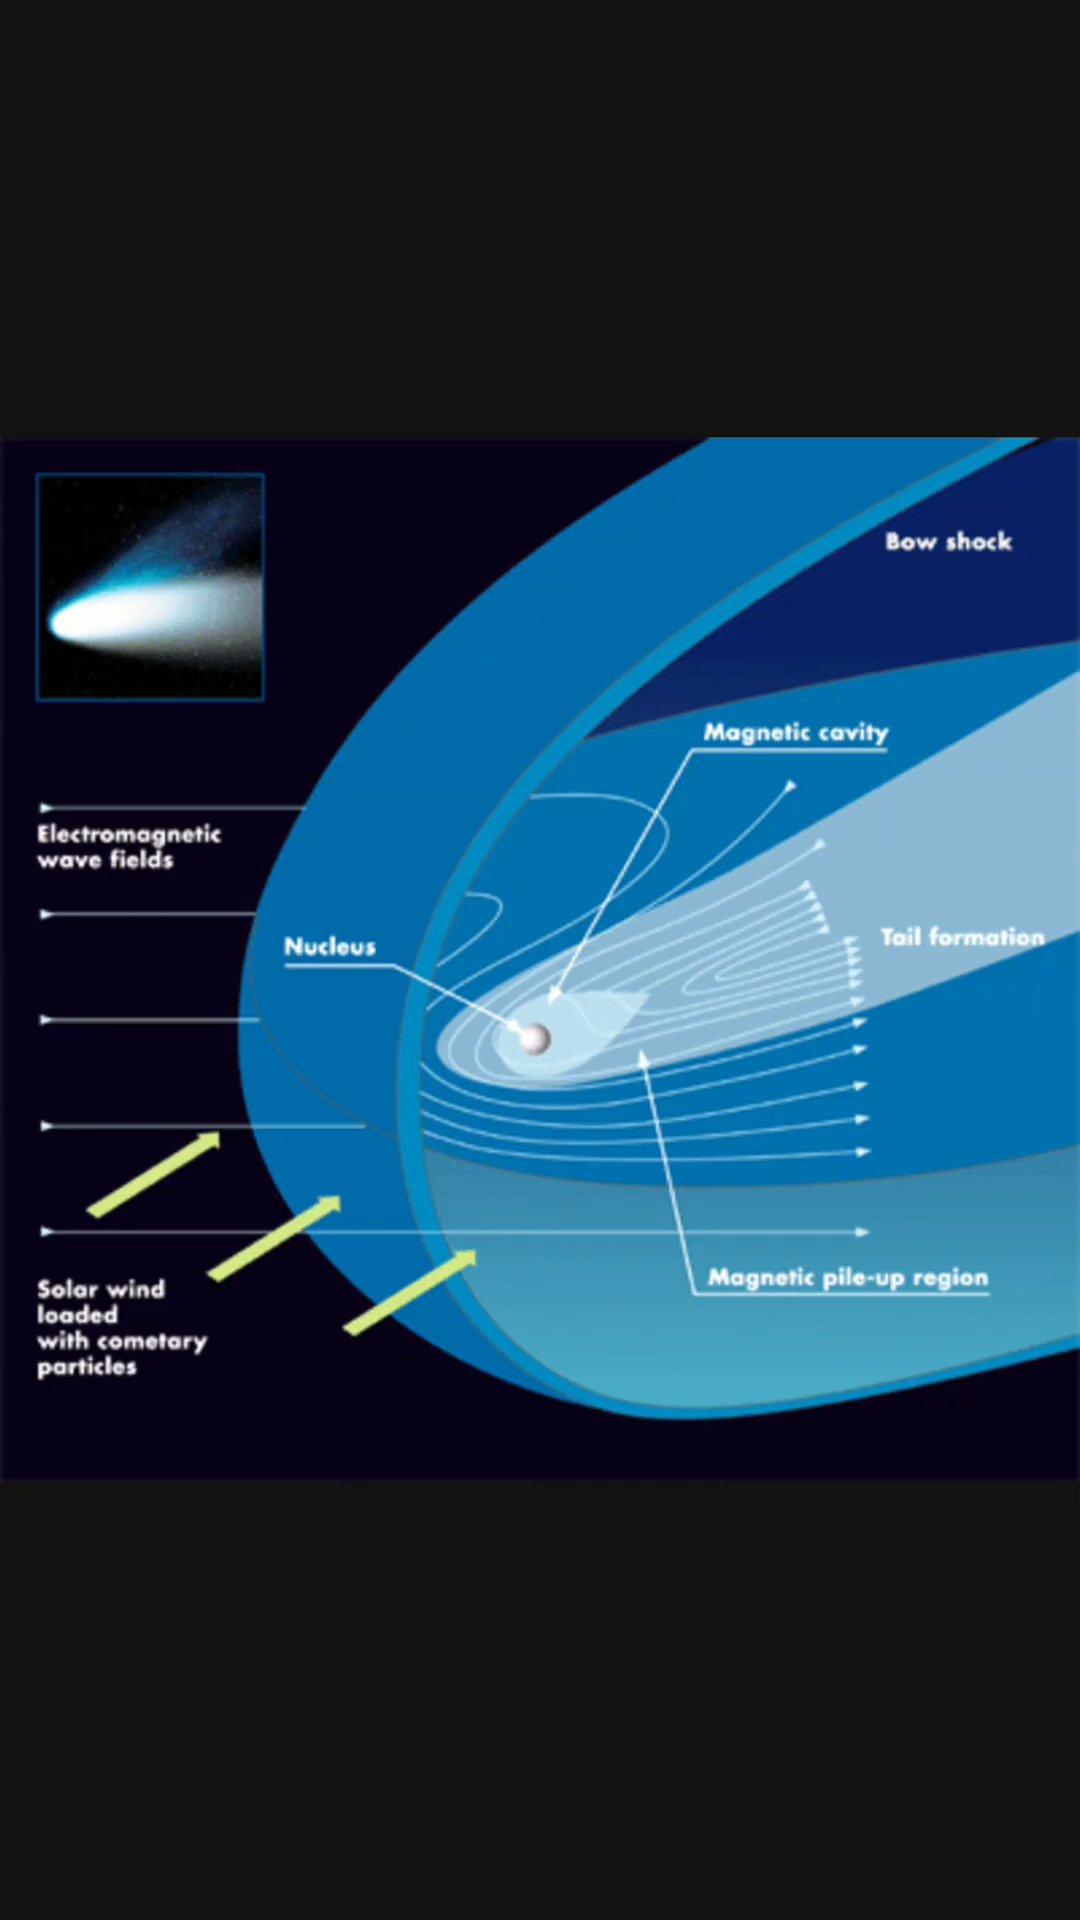 Bow shock
Magnetic cavity
Electromagnetic
wave fields
Nucleus
Tail formation
Magnetic pile-up region
Solar wind
loaded
with cometary
particles